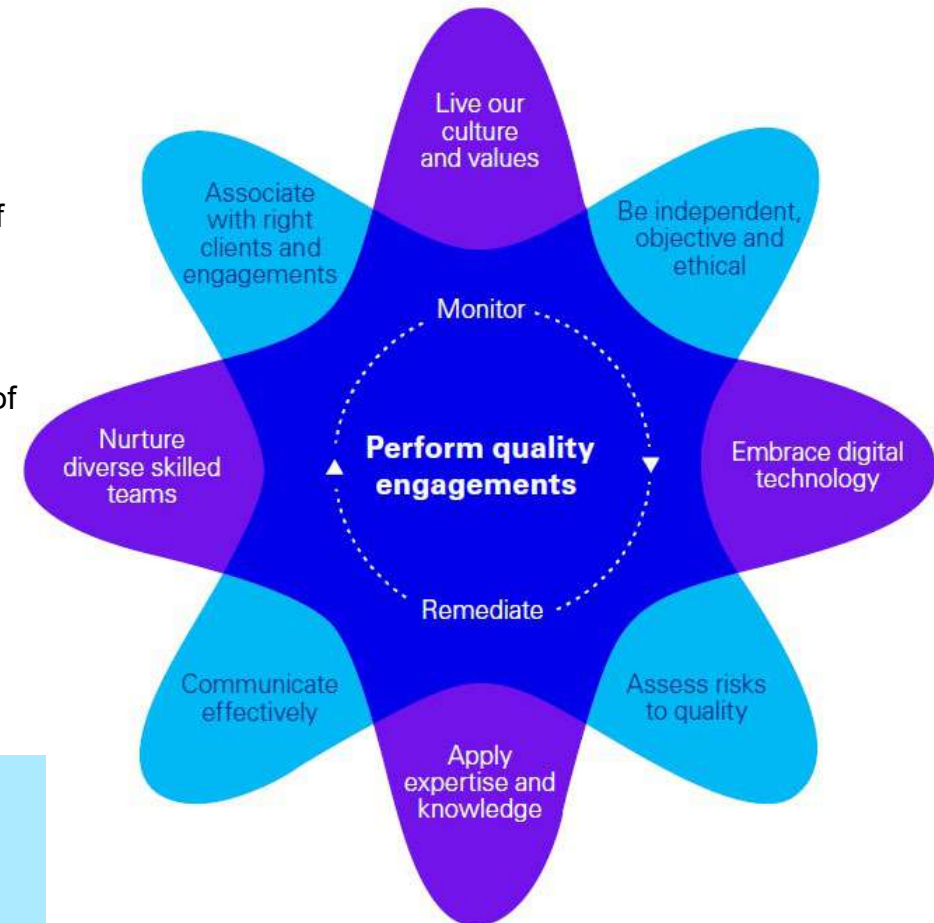 Live our
culture
and values
Be independent,
objective and
ethical
Embrace digital
technology
Assess risks
to quality
Apply
expertise and
knowledge
Communicate
effectively
Nurture
diverse skilled
teams
Associate
with right
clients and
engagements
Monitor
Perform quality
engagements
Remediate
of